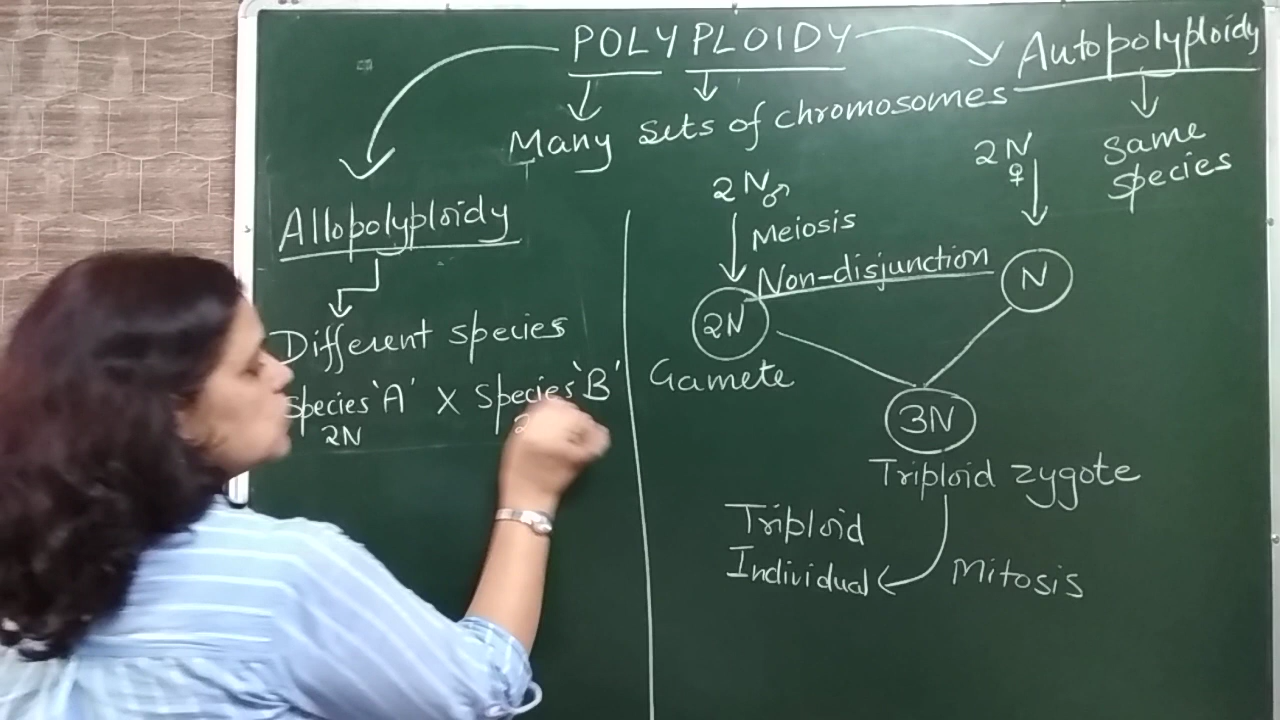 POLYPLOIDY
Autopolyploidy
Many sets of chromosomes
Same
species
Allopolyploidy
Different species
Species 'A' X Species 'B'
2N
2N ♂
Meiosis
Non-disjunction
2N
Gamete
2N
♀
N
3N
Triploid zygote
Mitosis
Triploid
Individual